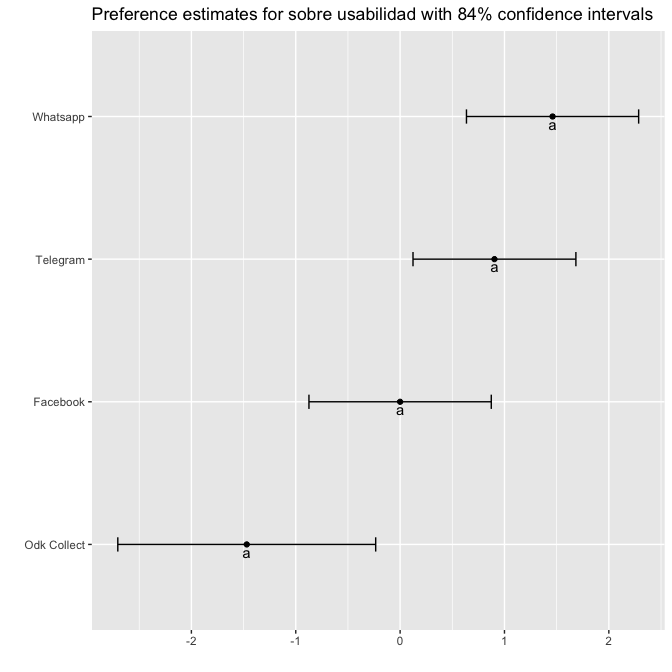 Preference estimates for sobre usabilidad with 84% confidence intervals
Whatsapp
a
Telegram
a
Facebook
a
Odk Collect
a
-2 -1 0 1 2